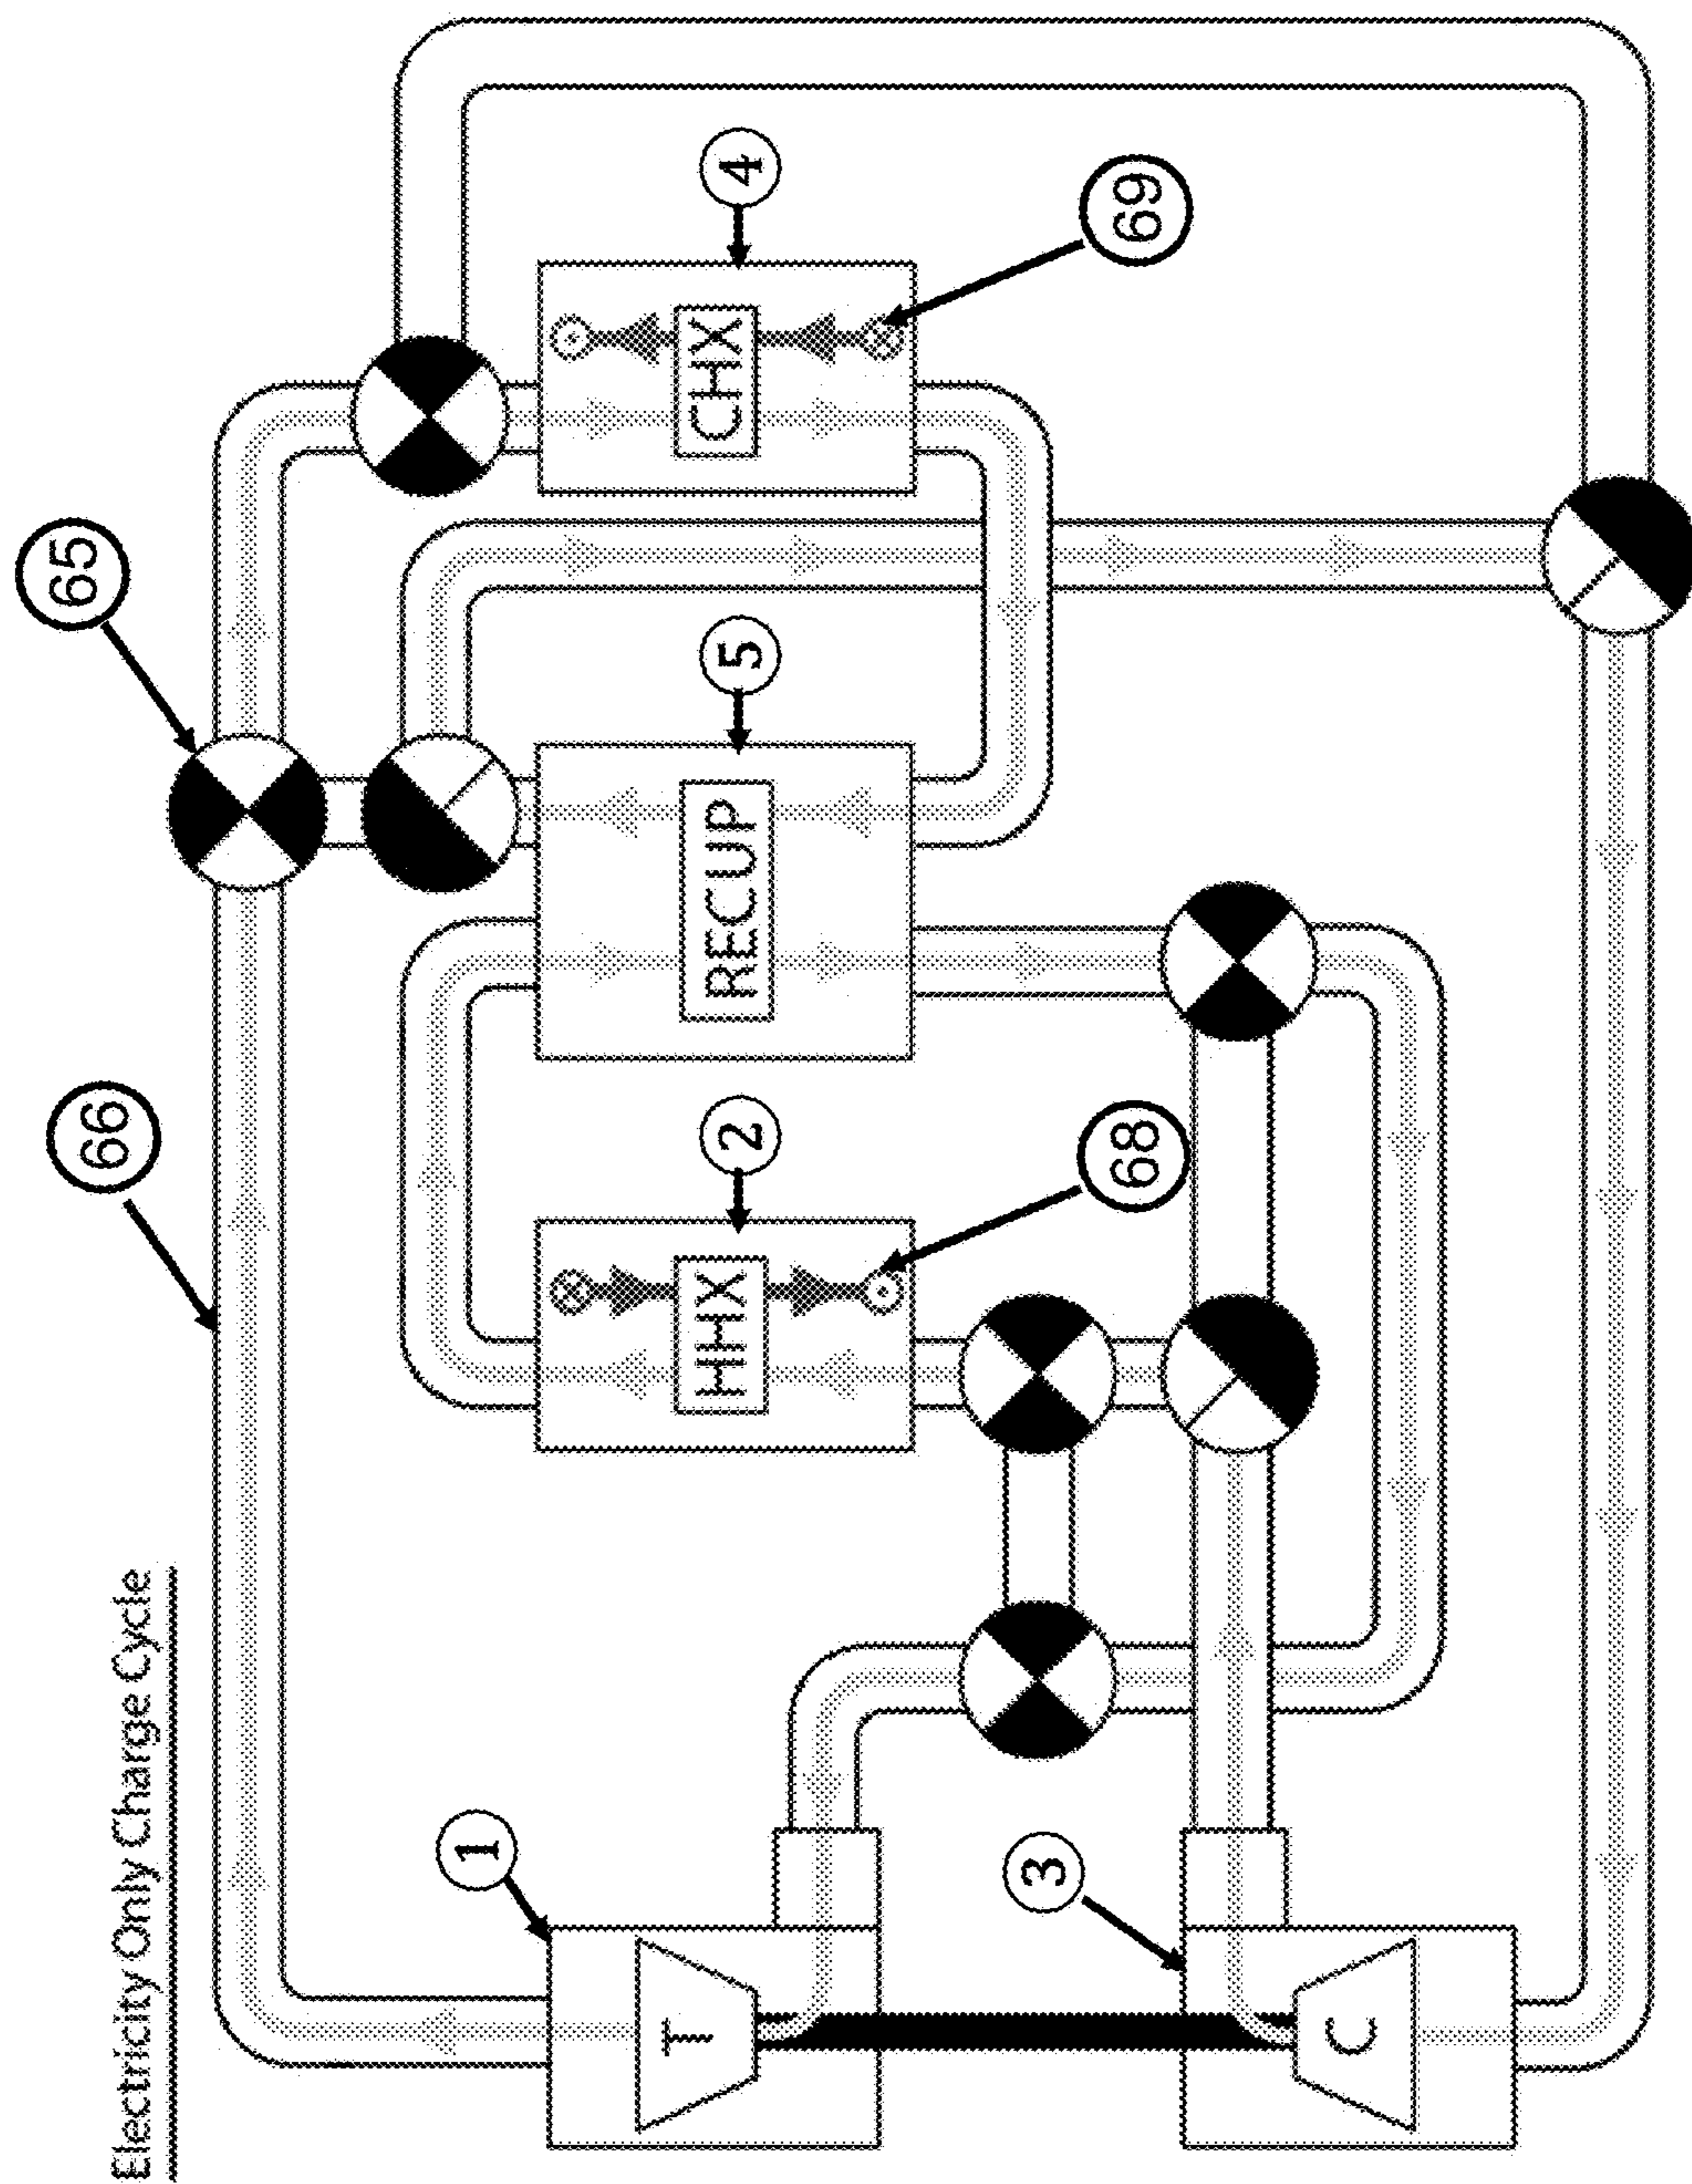 Electricity Only Charge Cycle
66
65
1
T
2
HHX
68
5
RECUP
4
CHX
69
3
C